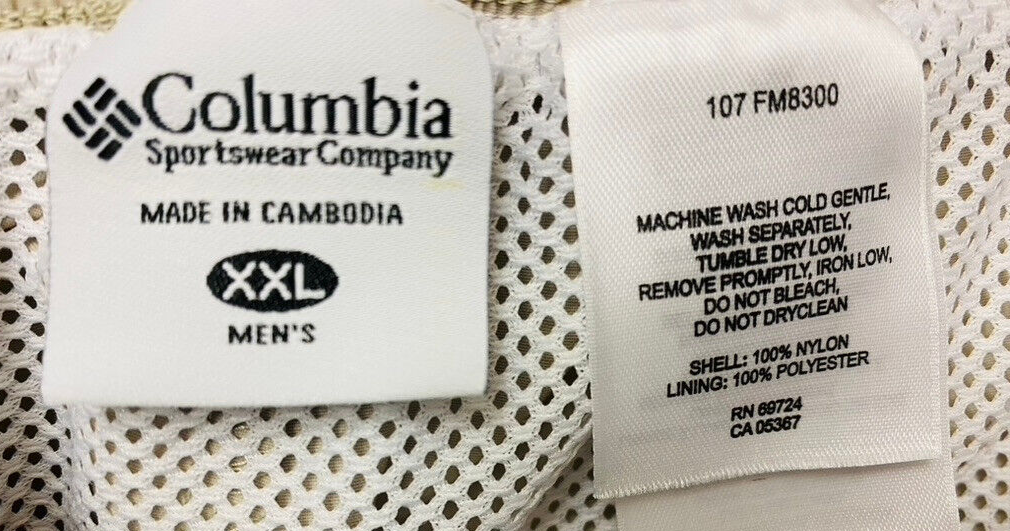 Columbia
Sportswear Company
MADE IN CAMBODIA
XXL
MEN'S
107 FM8300
MACHINE WASH COLD GENTLE,
WASH SEPARATELY,
TUMBLE DRY LOW,
REMOVE PROMPTLY, IRON LOW,
DO NOT BLEACH,
DO NOT DRYCLEAN
SHELL: 100% NYLON
LINING: 100% POLYESTER
RN 69724
CA 05367